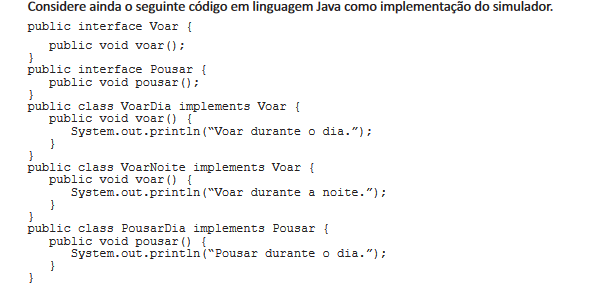 Considere ainda o seguinte código em linguagem Java como implementação do simulador.
public interface Voar {
public void voar();
}
public interface Pousar {
public void pousar();
}
public class VoarDia implements Voar {
public void voar() {
System.out.println(“Voar durante o dia.”);
}
}
public class VoarNoite implements Voar {
public void voar() {
System.out.println(“Voar durante a noite.”);
}
}
public class PousarDia implements Pousar {
public void pousar() {
System.out.println(“Pousar durante o dia.”);
}
}